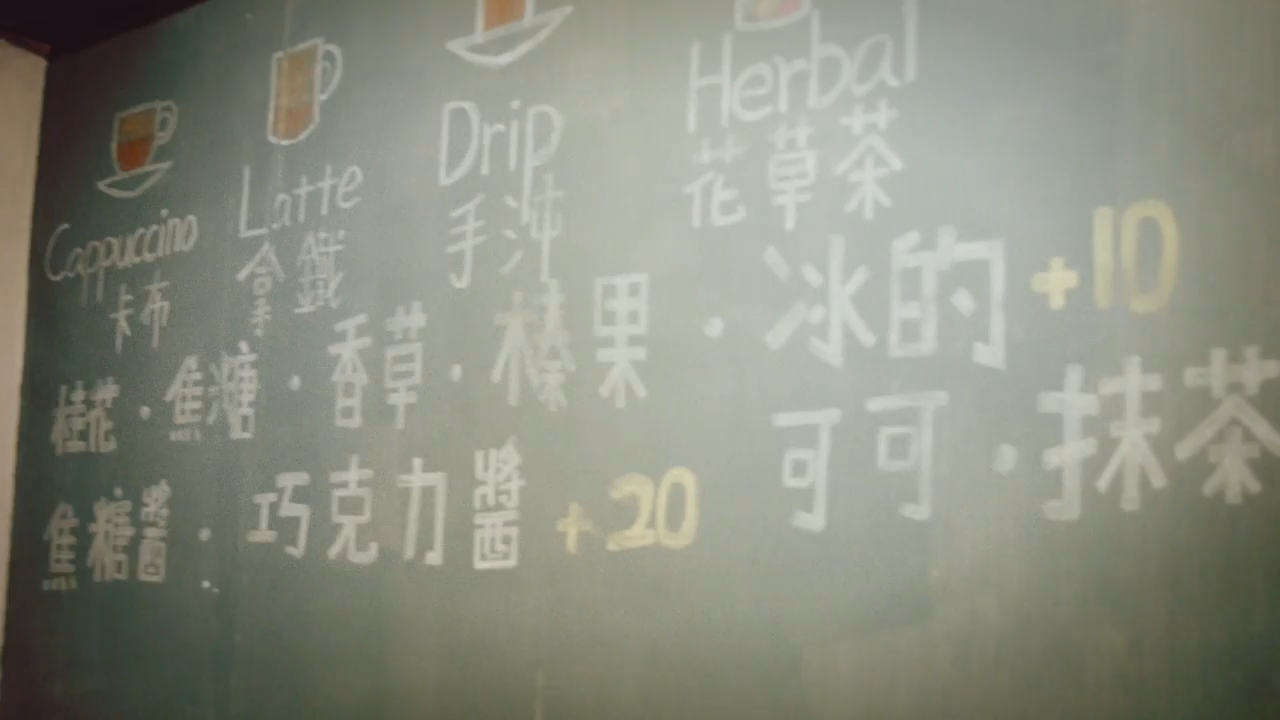 Cappuccino Latte Drip Herbal
卡布 拿鐵 手沖 花草茶
桂花·焦糖·香草·榛果·冰的 +10
焦糖醬·巧克力醬 +20 可可·抹茶